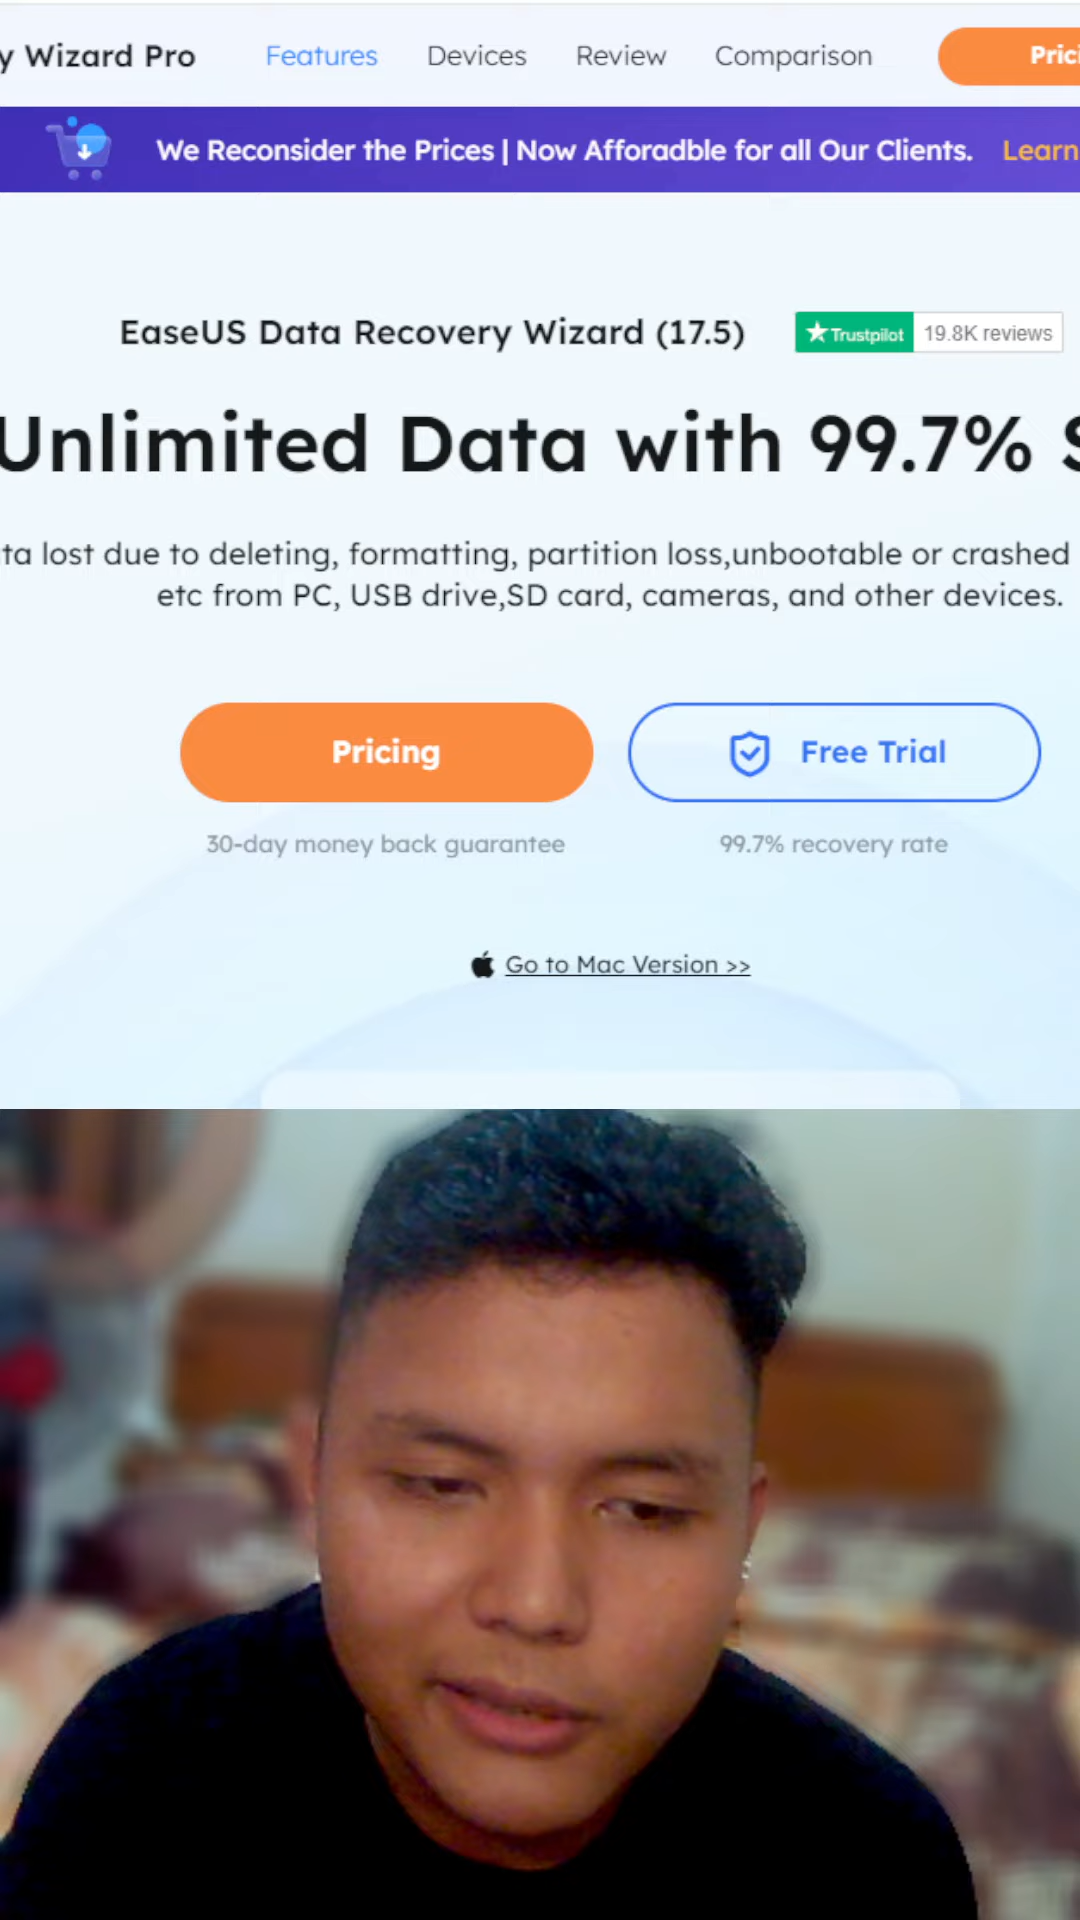 y Wizard Pro Features Devices Review Comparison Prici
We Reconsider the Prices | Now Afforadble for all Our Clients. Learn
EaseUS Data Recovery Wizard (17.5) Trustpilot 19.8K reviews
Unlimited Data with 99.7% S
ta lost due to deleting, formatting, partition loss,unbootable or crashed
etc from PC, USB drive,SD card, cameras, and other devices.
Pricing Free Trial
30-day money back guarantee 99.7% recovery rate
Go to Mac Version >>